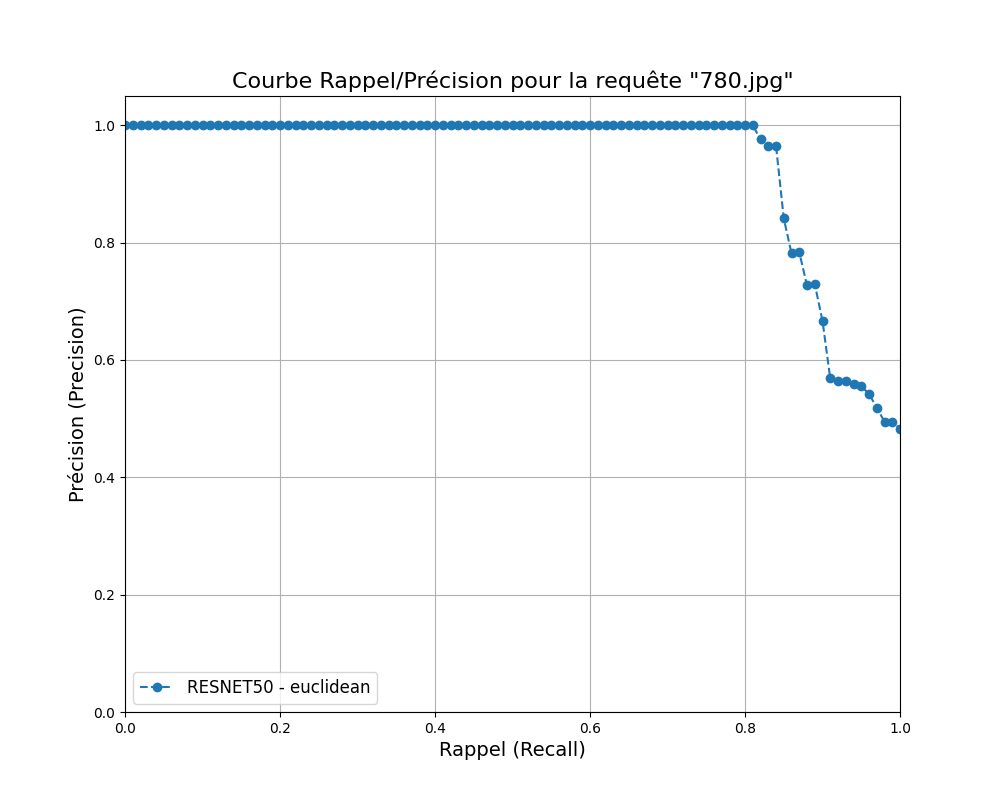 Courbe Rappel/Précision pour la requête "780.jpg"
1.0
0.8
0.6
0.4
0.2
0.0
Précision (Precision)
RESNET50 - euclidean
0.0 0.2 0.4 0.6 0.8 1.0
Rappel (Recall)